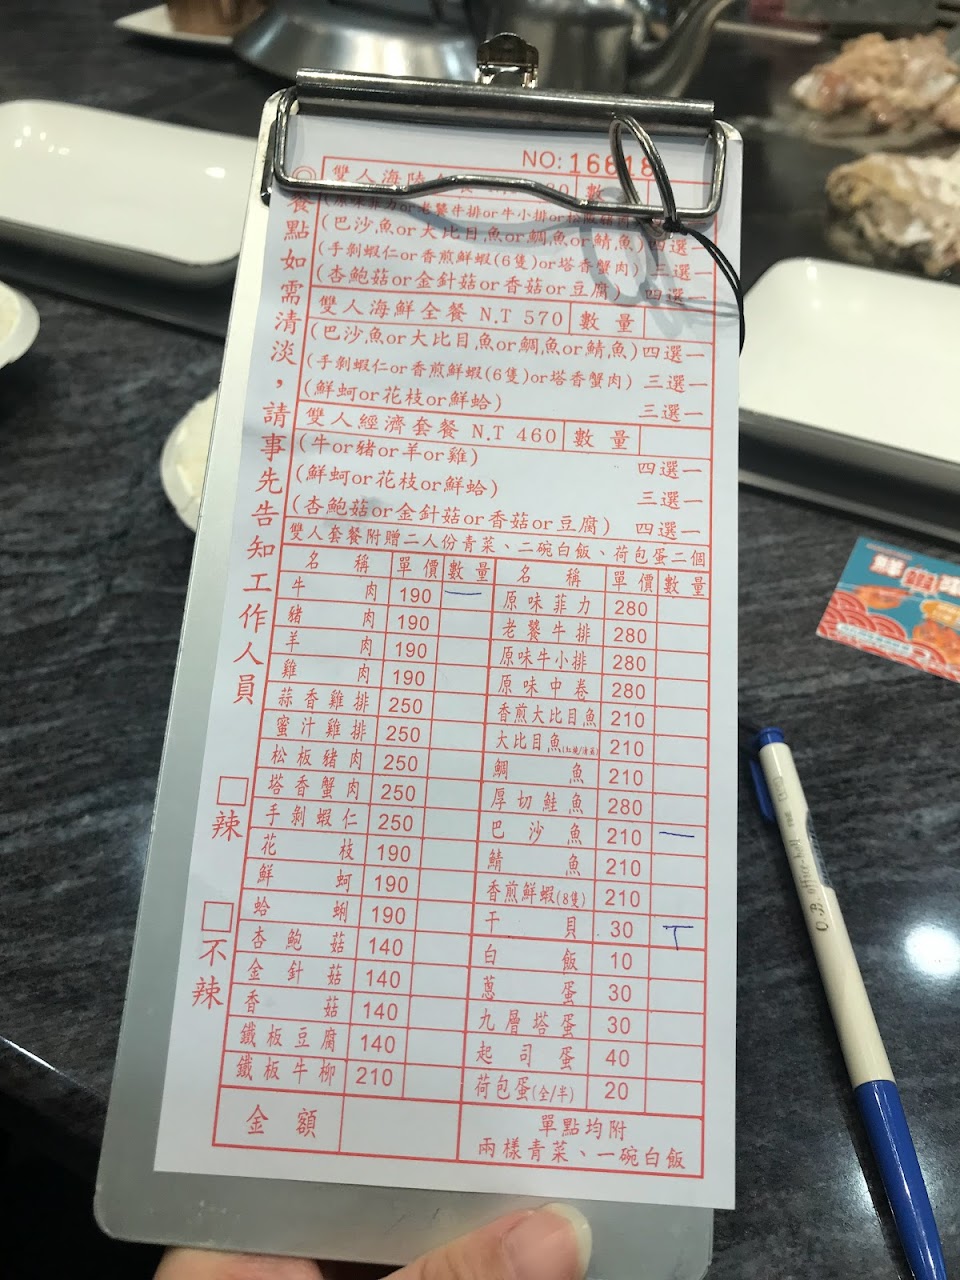 NO: 16818
雙人海陸 數
(巴沙魚or大比目魚or鯛魚or鯖魚) 四選一
(手剝蝦仁or香煎鮮蝦(6隻)or塔香蟹肉) 三選一
(杏鮑菇or金針菇or香菇or豆腐) 四選一
雙人海鮮全餐 N.T 570 數量
(巴沙魚or大比目魚or鯛魚or鯖魚) 四選一
(手剝蝦仁or香煎鮮蝦(6隻)or塔香蟹肉) 三選一
(鮮蚵or花枝or鮮蛤) 三選一
雙人經濟套餐 N.T 460 數量
(牛or豬or羊or雞) 四選一
(鮮蚵or花枝or鮮蛤) 三選一
(杏鮑菇or金針菇or香菇or豆腐) 四選一
雙人套餐附贈二人份青菜、二碗白飯、荷包蛋二個
名稱 單價 數量 名稱 單價 數量
牛肉 190 一 原味菲力 280
豬肉 190 老饕牛排 280
羊肉 190 原味牛小排 280
雞肉 190 原味中卷 280
蒜香雞排 250 香煎大比目魚 210
蜜汁雞排 250 大比目魚 210
松板豬肉 250 鯛魚 210
塔香蟹肉 250 厚切鮭魚 280
手剝蝦仁 250 巴沙魚 210 一
花枝 190 鯖魚 210
鮮蚵 190 香煎鮮蝦(8隻) 210
蛤蜊 190 干貝 30 T
杏鮑菇 140 白飯 10
金針菇 140 蔥蛋 30
香菇 140 九層塔蛋 30
鐵板豆腐 140 起司蛋 40
鐵板牛柳 210 荷包蛋(全/半) 20
金額 單點均附
兩樣青菜、一碗白飯
◎餐點如需清淡，請事先告知工作人員
□辣
□不辣
O.B.